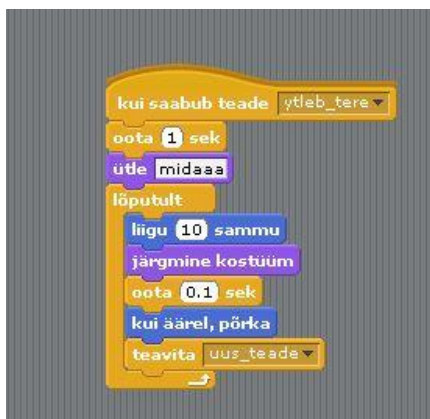 kui saabub teade ytleb_tere
oota 1 sek
ütle midaaa
lõputult
liigu 10 sammu
järgmine kostüüm
oota 0.1 sek
kui äärel, põrka
teavita uus_teade